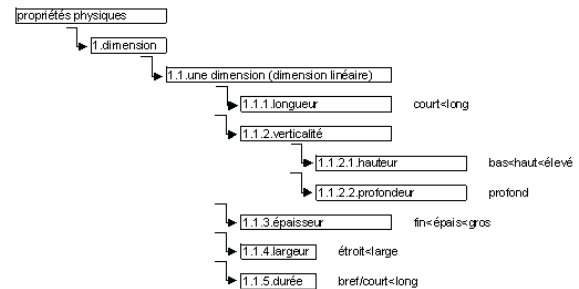 propriétés physiques
1.dimension
1.1.une dimension (dimension linéaire)
1.1.1.longueur court<long
1.1.2.verticalité
1.1.2.1.hauteur bas<haut<élevé
1.1.2.2.profondeur profond
1.1.3.épaisseur fin<épais<gros
1.1.4.largeur étroit<large
1.1.5.durée bref/court<long